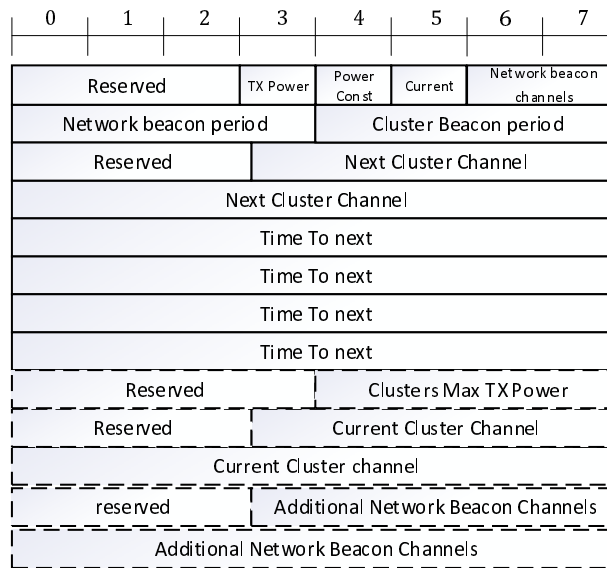 0 1 2 3 4 5 6 7
Reserved TX Power Power Const Current Network beacon channels
Network beacon period Cluster Beacon period
Reserved Next Cluster Channel
Next Cluster Channel
Time To next
Time To next
Time To next
Time To next
Reserved Clusters Max TX Power
Reserved Current Cluster Channel
Current Cluster channel
reserved Additional Network Beacon Channels
Additional Network Beacon Channels